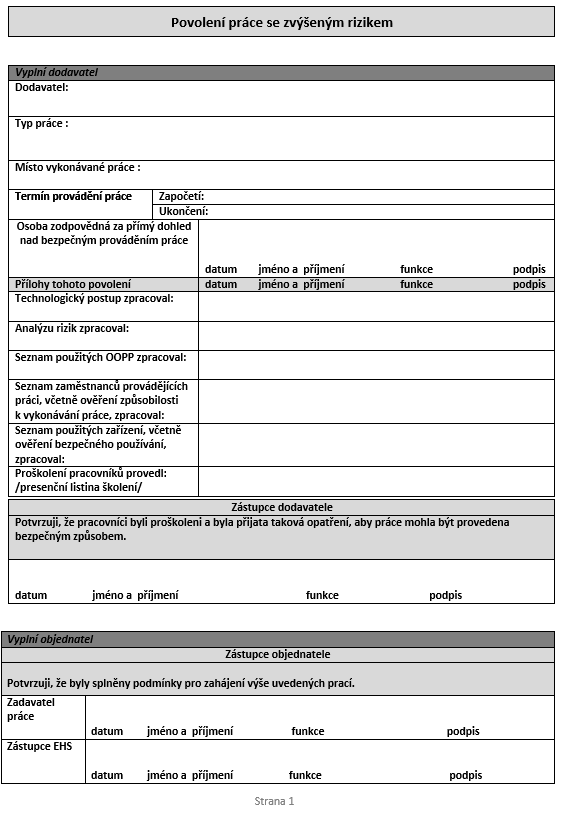 Povolení práce se zvýšeným rizikem
Vyplní dodavatel
Dodavatel:
Typ práce :
Místo vykonávané práce :
Termín provádění práce
Započetí:
Ukončení:
Osoba zodpovědná za přímý dohled
nad bezpečným prováděním práce
datum jméno a příjmení funkce podpis
Přílohy tohoto povolení datum jméno a příjmení funkce podpis
Technologický postup zpracoval:
Analýzu rizik zpracoval:
Seznam použitých OOPP zpracoval:
Seznam zaměstnanců provádějících
práci, včetně ověření způsobilosti
k vykonávání práce, zpracoval:
Seznam použitých zařízení, včetně
ověření bezpečného používání,
zpracoval:
Proškolení pracovníků provedl:
/presenční listina školení/
Zástupce dodavatele
Potvrzuji, že pracovníci byli proškoleni a byla přijata taková opatření, aby práce mohla být provedena
bezpečným způsobem.
datum jméno a příjmení funkce podpis
Vyplní objednatel
Zástupce objednatele
Potvrzuji, že byly splněny podmínky pro zahájení výše uvedených prací.
Zadavatel
práce
datum jméno a příjmení funkce podpis
Zástupce EHS
datum jméno a příjmení funkce podpis
Strana 1